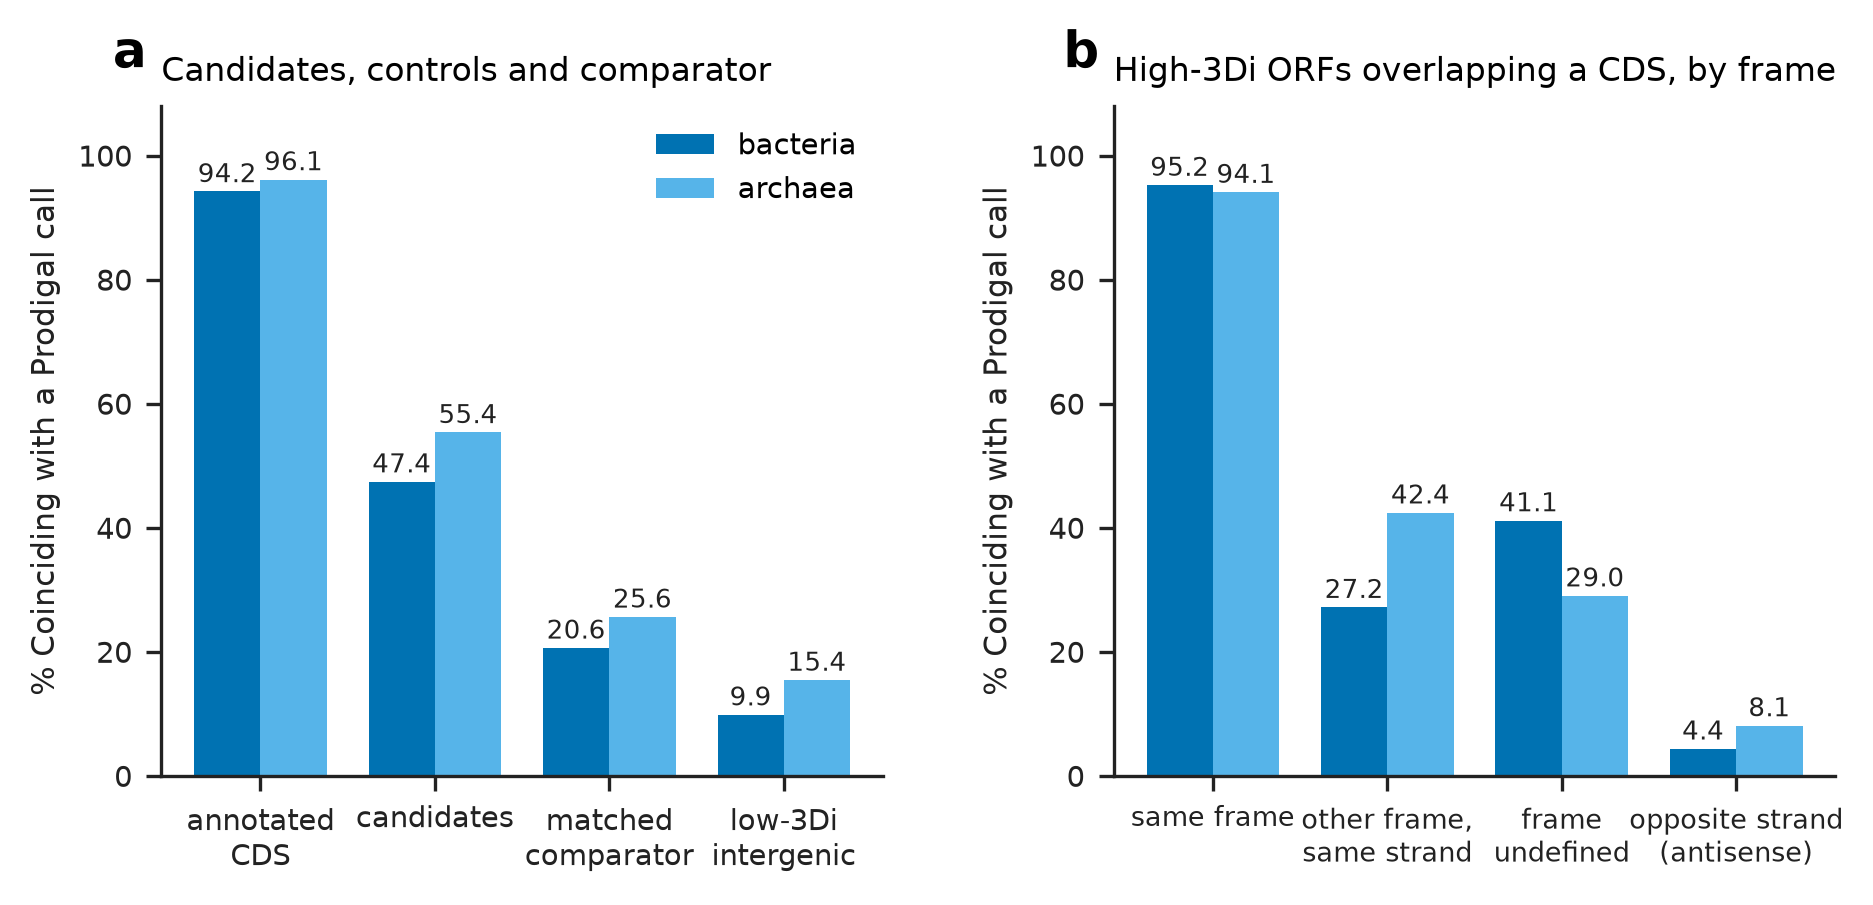 a
Candidates, controls and comparator
% Coinciding with a Prodigal call
100
80
60
40
20
0
bacteria
archaea
94.2
96.1
47.4
55.4
20.6
25.6
9.9
15.4
annotated
CDS
candidates
matched
comparator
low-3Di
intergenic
b
High-3Di ORFs overlapping a CDS, by frame
% Coinciding with a Prodigal call
100
80
60
40
20
0
95.2
94.1
27.2
42.4
41.1
29.0
4.4
8.1
same frame
other frame,
same strand
frame
undefined
opposite strand
(antisense)